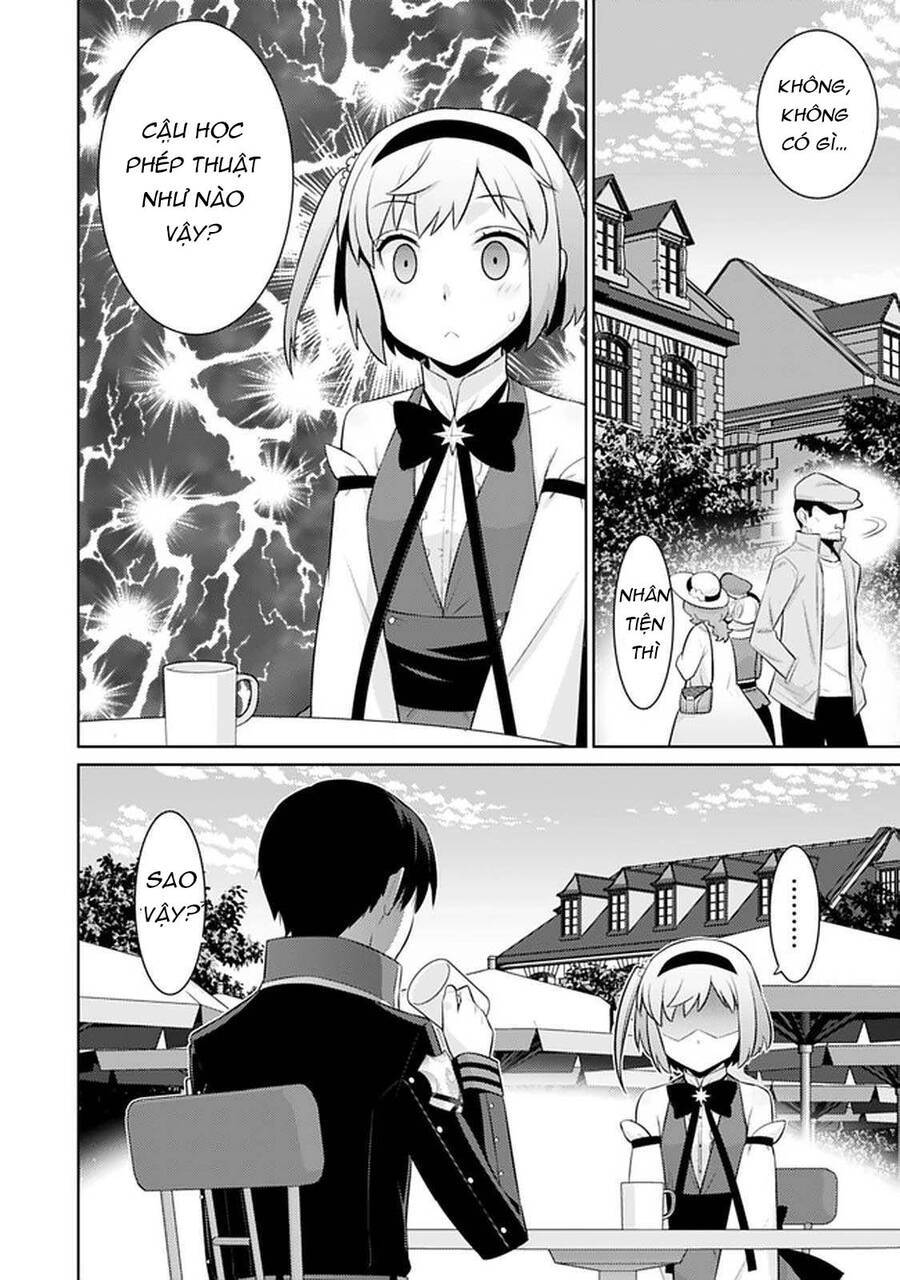 KHÔNG,
KHÔNG
CÓ GÌ...
NHÂN
TIỆN
THÌ
CẬU HỌC
PHÉP THUẬT
NHƯ NÀO
VẬY?
........
SAO
VẬY?